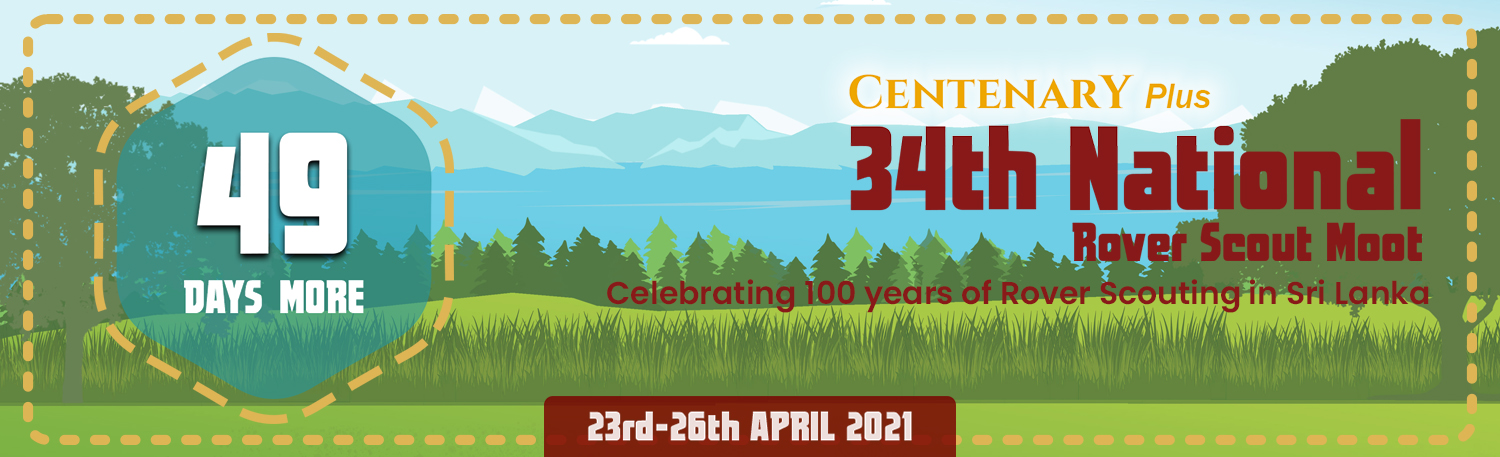 49
DAYS MORE
CENTENARY Plus
34th National
Rover Scout Moot
Celebrating 100 years of Rover Scouting in Sri Lanka
23rd-26th APRIL 2021